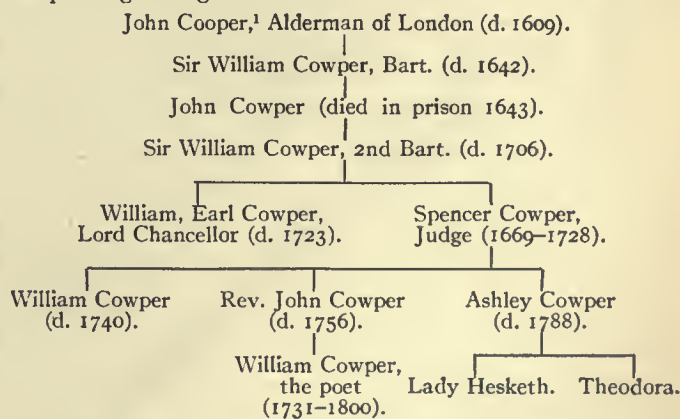 John Cooper,¹ Alderman of London (d. 1609).
Sir William Cowper, Bart. (d. 1642).
John Cowper (died in prison 1643).
Sir William Cowper, 2nd Bart. (d. 1706).
William, Earl Cowper, Spencer Cowper,
Lord Chancellor (d. 1723). Judge (1669–1728).
William Cowper Rev. John Cowper Ashley Cowper
(d. 1740). (d. 1756). (d. 1788).
William Cowper,
the poet Lady Hesketh. Theodora.
(1731–1800).